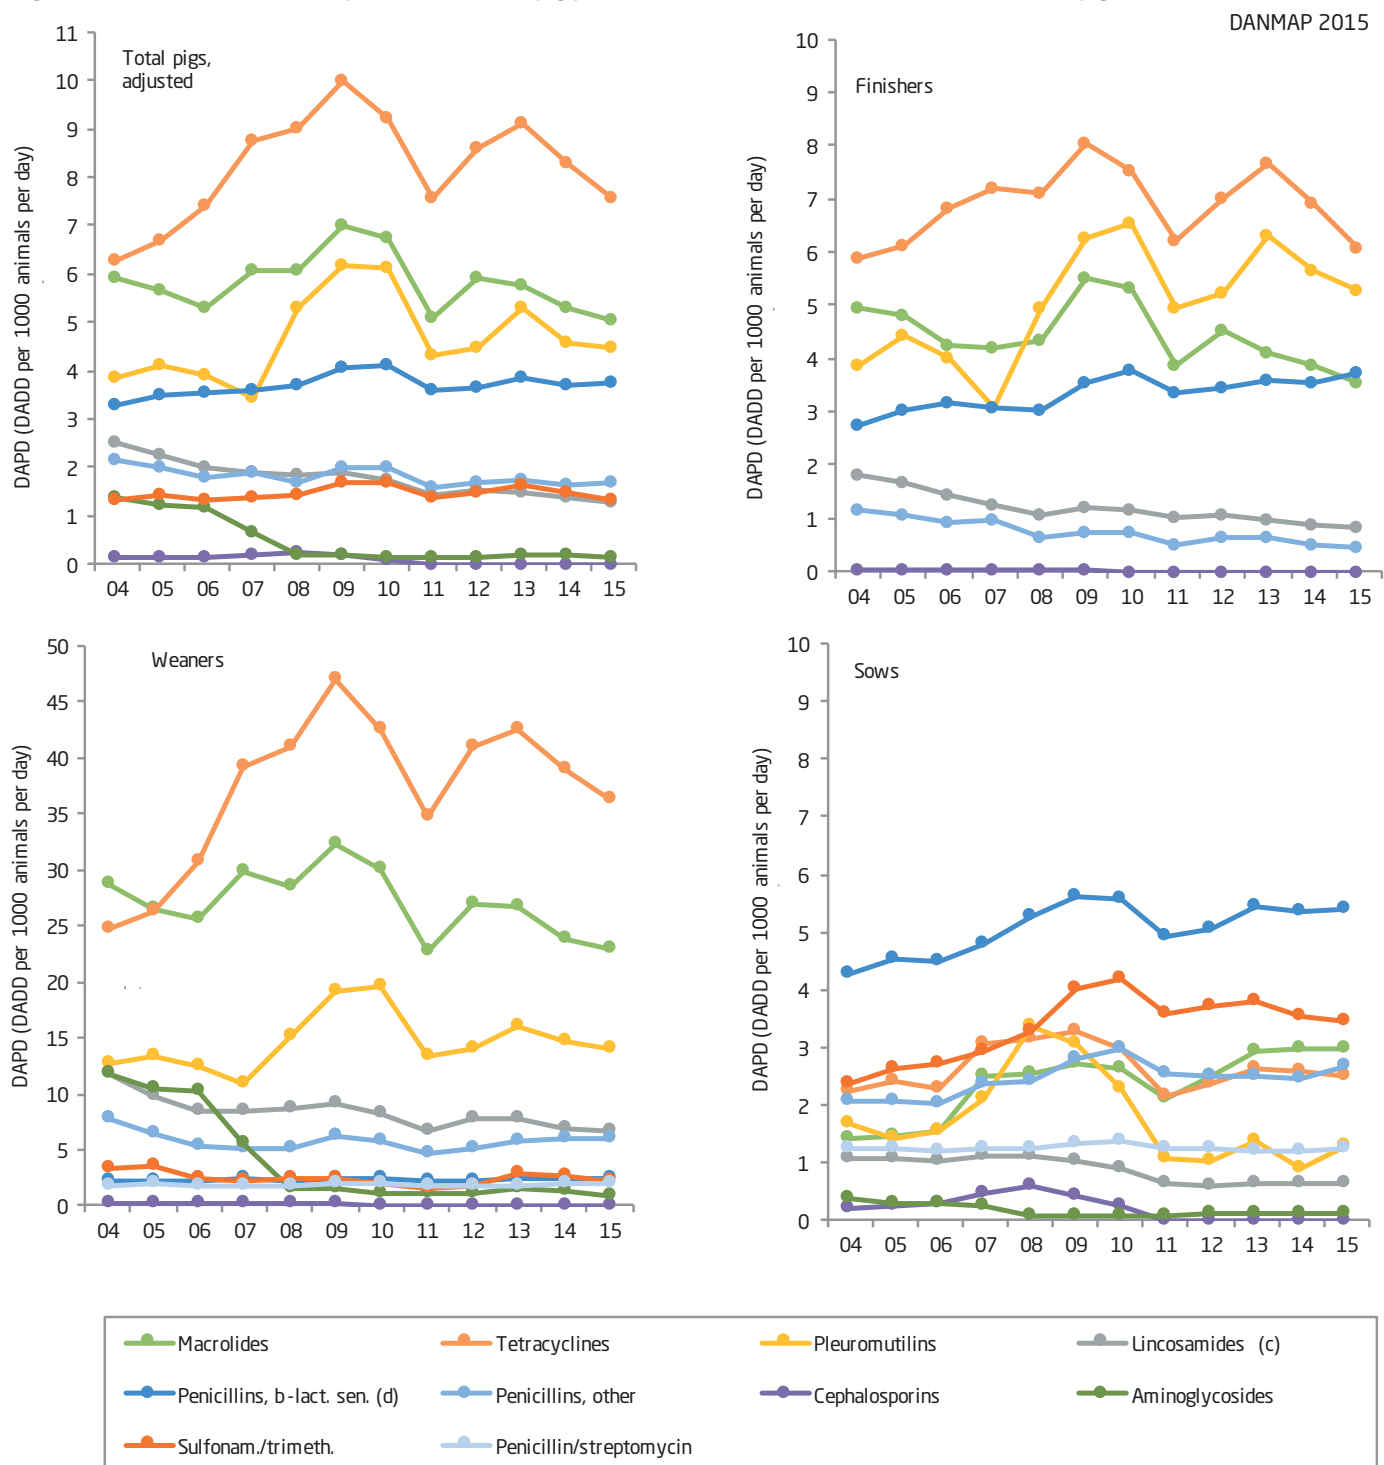 DANMAP 2015
Total pigs,
adjusted
DAPD (DADD per 1000 animals per day)
11
10
9
8
7
6
5
4
3
2
1
0
04 05 06 07 08 09 10 11 12 13 14 15
Finishers
DAPD (DADD per 1000 animals per day)
10
9
8
7
6
5
4
3
2
1
0
04 05 06 07 08 09 10 11 12 13 14 15
Weaners
DAPD (DADD per 1000 animals per day)
50
45
40
35
30
25
20
15
10
5
0
04 05 06 07 08 09 10 11 12 13 14 15
Sows
DAPD (DADD per 1000 animals per day)
10
9
8
7
6
5
4
3
2
1
0
04 05 06 07 08 09 10 11 12 13 14 15
Macrolides Tetracyclines Pleuromutilins Lincosamides (c)
Penicillins, b-lact. sen. (d) Penicillins, other Cephalosporins Aminoglycosides
Sulfonam./trimeth. Penicillin/streptomycin